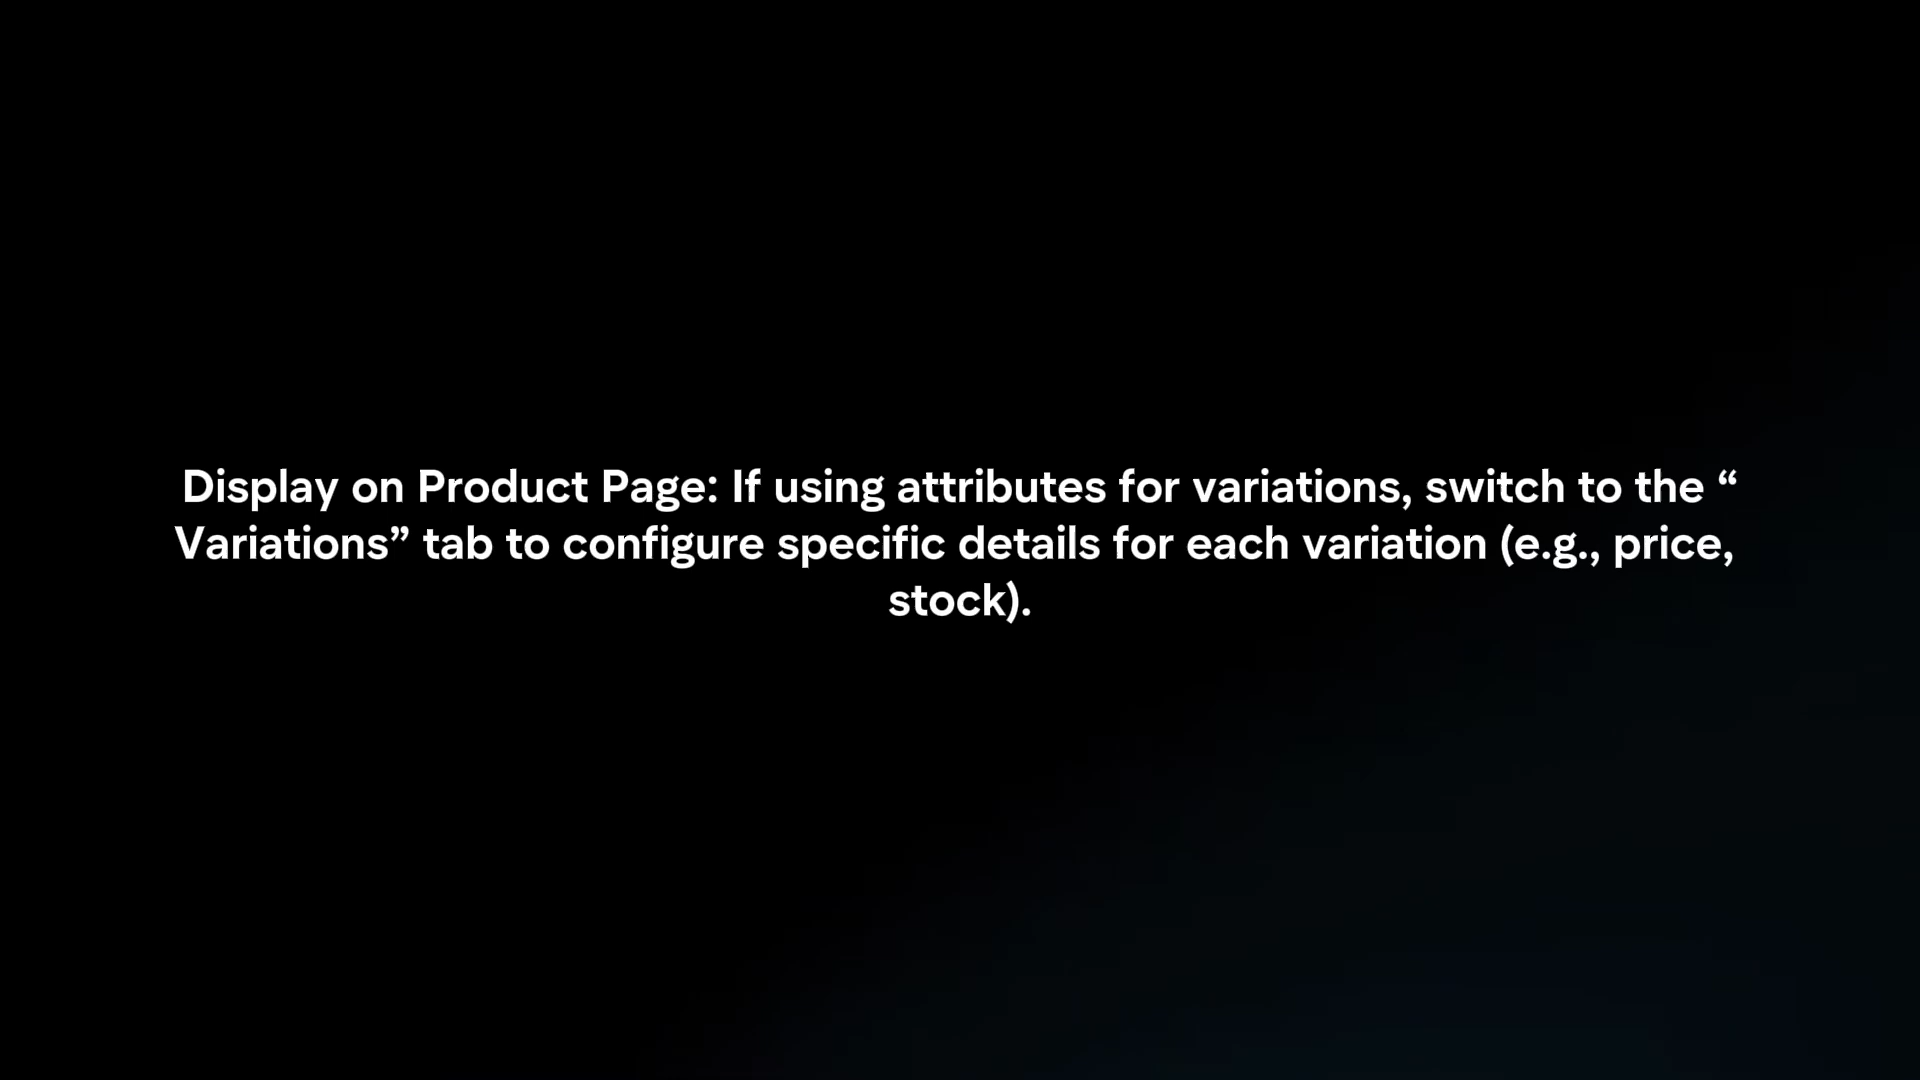 Display on Product Page: If using attributes for variations, switch to the “
Variations” tab to configure specific details for each variation (e.g., price,
stock).